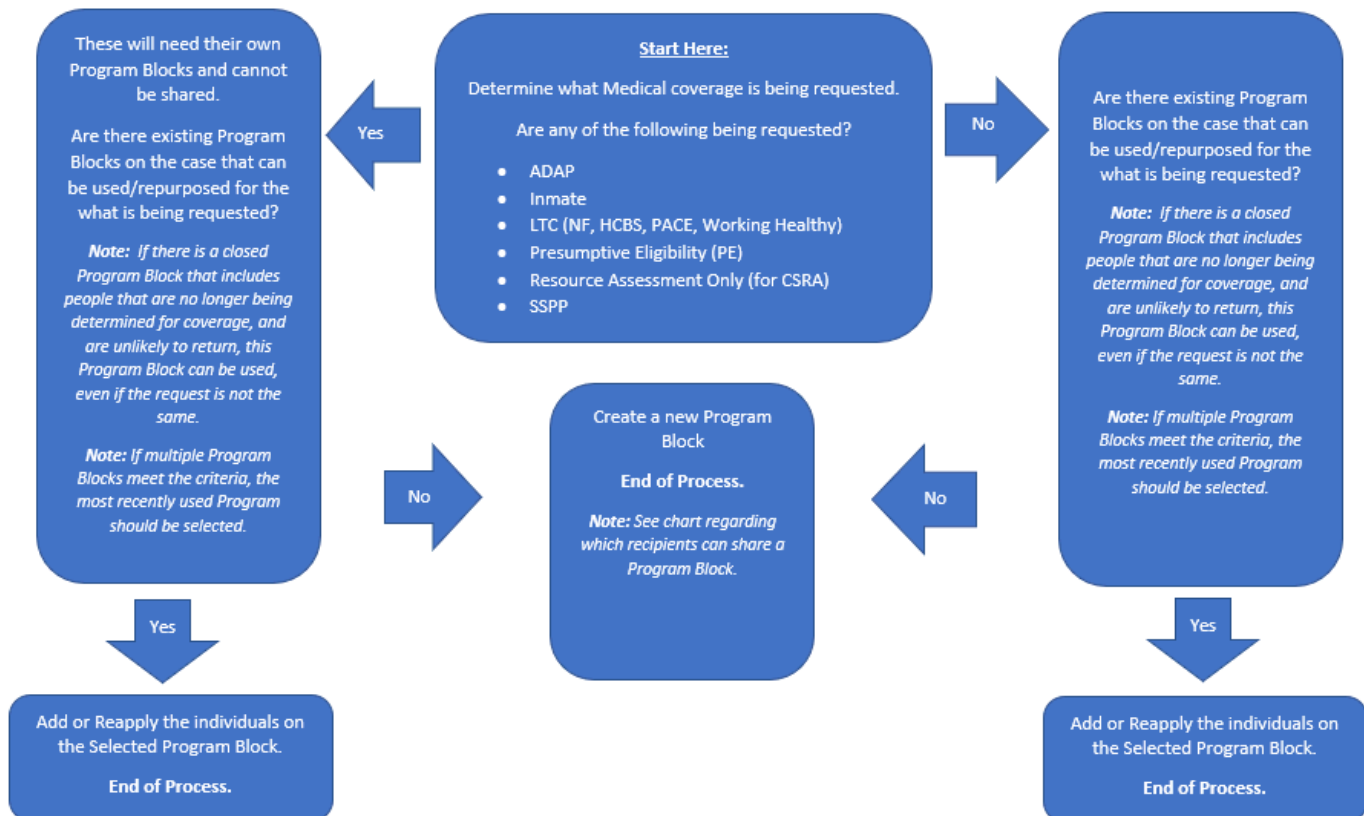 Start Here:
Determine what Medical coverage is being requested.
Are any of the following being requested?
• ADAP
• Inmate
• LTC (NF, HCBS, PACE, Working Healthy)
• Presumptive Eligibility (PE)
• Resource Assessment Only (for CSRA)
• SSPP
Yes
These will need their own
Program Blocks and cannot
be shared.
Are there existing Program
Blocks on the case that can
be used/repurposed for the
what is being requested?
Note: If there is a closed
Program Block that includes
people that are no longer being
determined for coverage, and
are unlikely to return, this
Program Block can be used,
even if the request is not the
same.
Note: If multiple Program
Blocks meet the criteria, the
most recently used Program
should be selected.
No
Are there existing Program
Blocks on the case that can
be used/repurposed for the
what is being requested?
Note: If there is a closed
Program Block that includes
people that are no longer being
determined for coverage, and
are unlikely to return, this
Program Block can be used,
even if the request is not the
same.
Note: If multiple Program
Blocks meet the criteria, the
most recently used Program
should be selected.
No
Create a new Program
Block
End of Process.
Note: See chart regarding
which recipients can share a
Program Block.
No
Yes
Add or Reapply the individuals on
the Selected Program Block.
End of Process.
Yes
Add or Reapply the individuals on
the Selected Program Block.
End of Process.